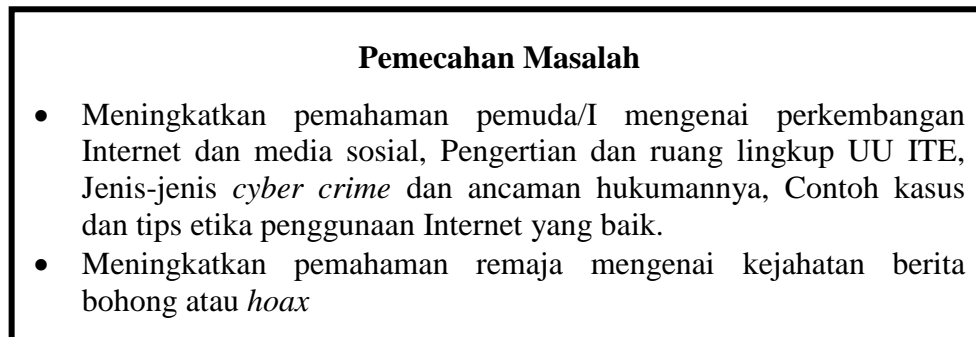 Pemecahan Masalah
• Meningkatkan pemahaman pemuda/I mengenai perkembangan
Internet dan media sosial, Pengertian dan ruang lingkup UU ITE,
Jenis-jenis cyber crime dan ancaman hukumannya, Contoh kasus
dan tips etika penggunaan Internet yang baik.
• Meningkatkan pemahaman remaja mengenai kejahatan berita
bohong atau hoax